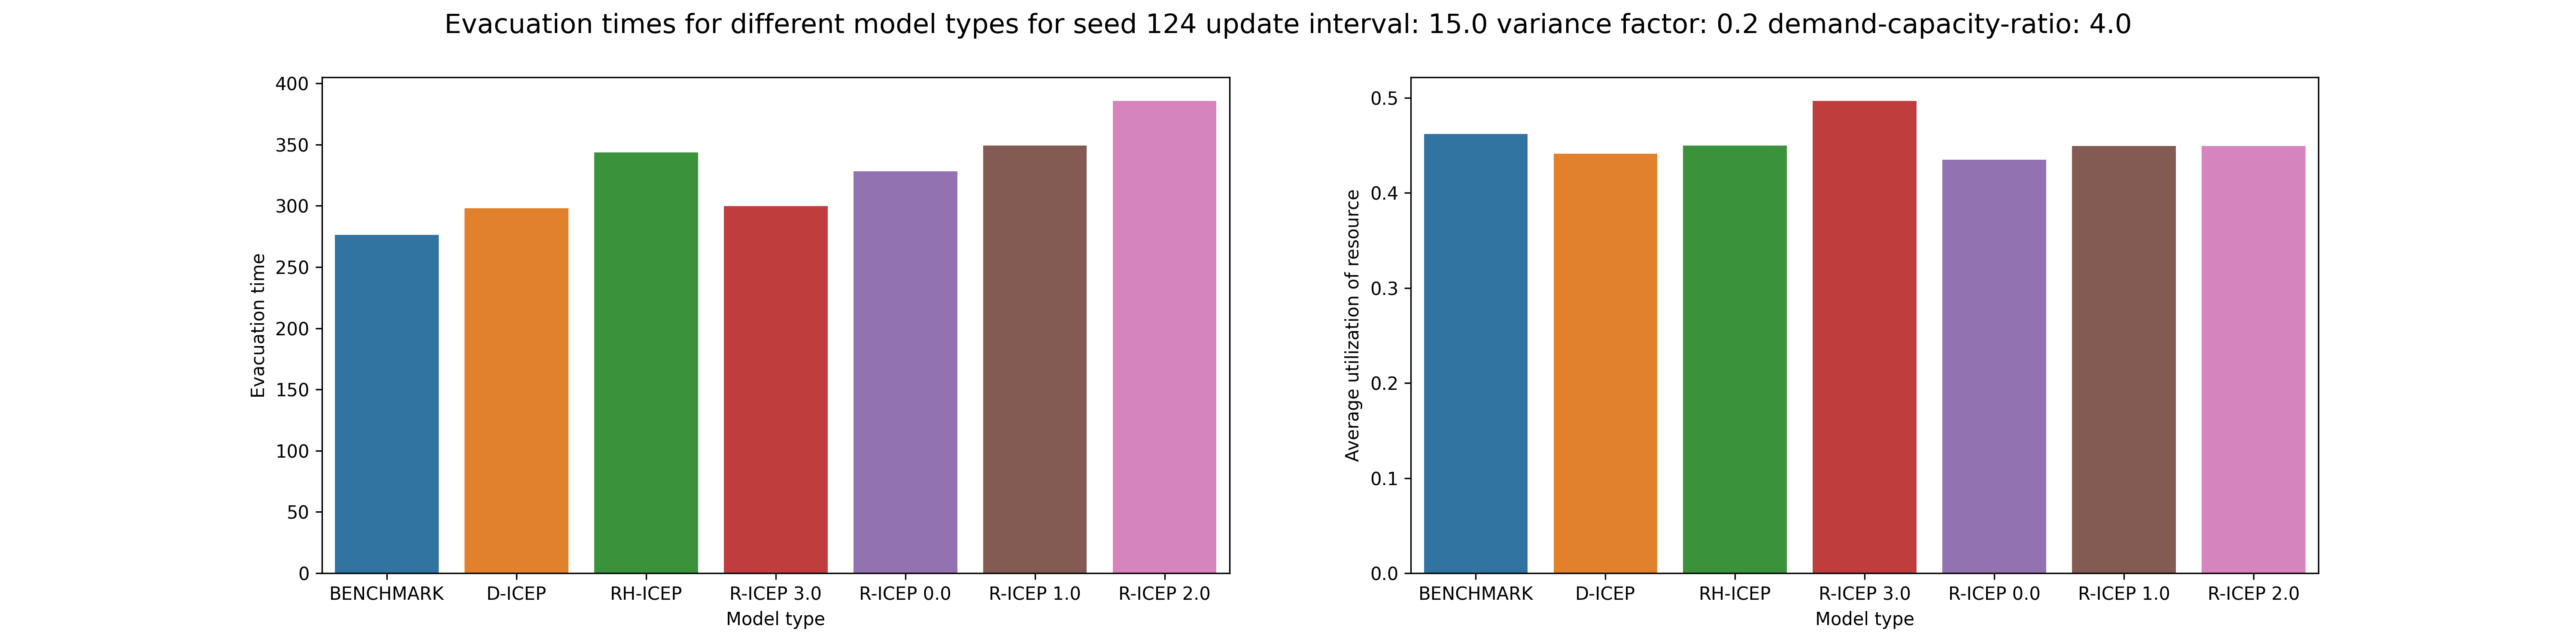 Evacuation times for different model types for seed 124 update interval: 15.0 variance factor: 0.2 demand-capacity-ratio: 4.0
Evacuation time
400
350
300
250
200
150
100
50
0
BENCHMARK D-ICEP RH-ICEP R-ICEP 3.0 R-ICEP 0.0 R-ICEP 1.0 R-ICEP 2.0
Model type
Average utilization of resource
0.5
0.4
0.3
0.2
0.1
0.0
BENCHMARK D-ICEP RH-ICEP R-ICEP 3.0 R-ICEP 0.0 R-ICEP 1.0 R-ICEP 2.0
Model type